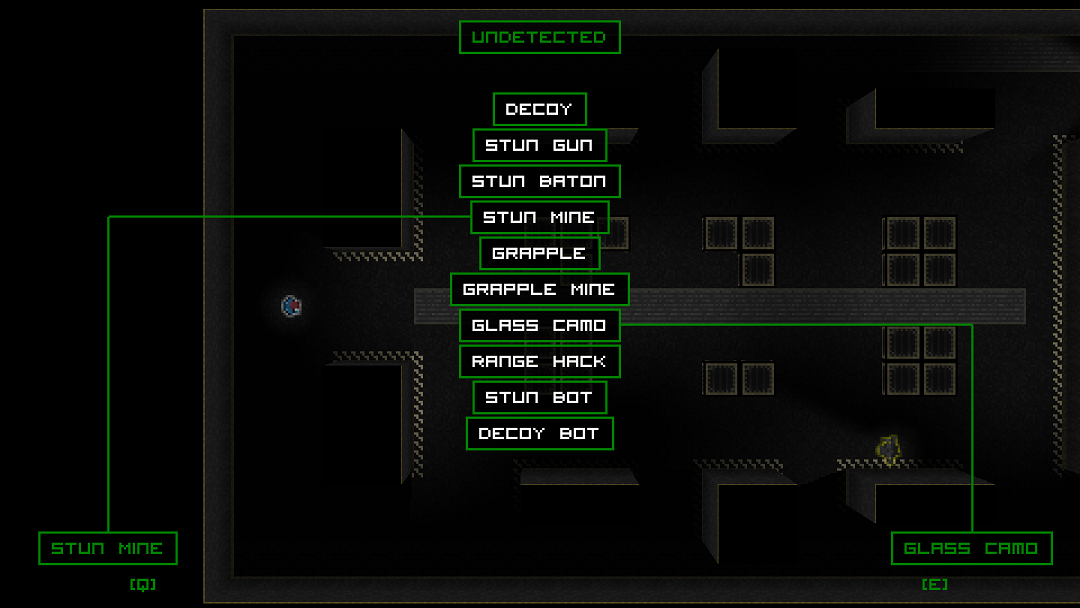 UNDETECTED
DECOY
STUN GUN
STUN BATON
STUN MINE
GRAPPLE
GRAPPLE MINE
GLASS CAMO
RANGE HACK
STUN BOT
DECOY BOT
STUN MINE
[Q]
GLASS CAMO
[E]